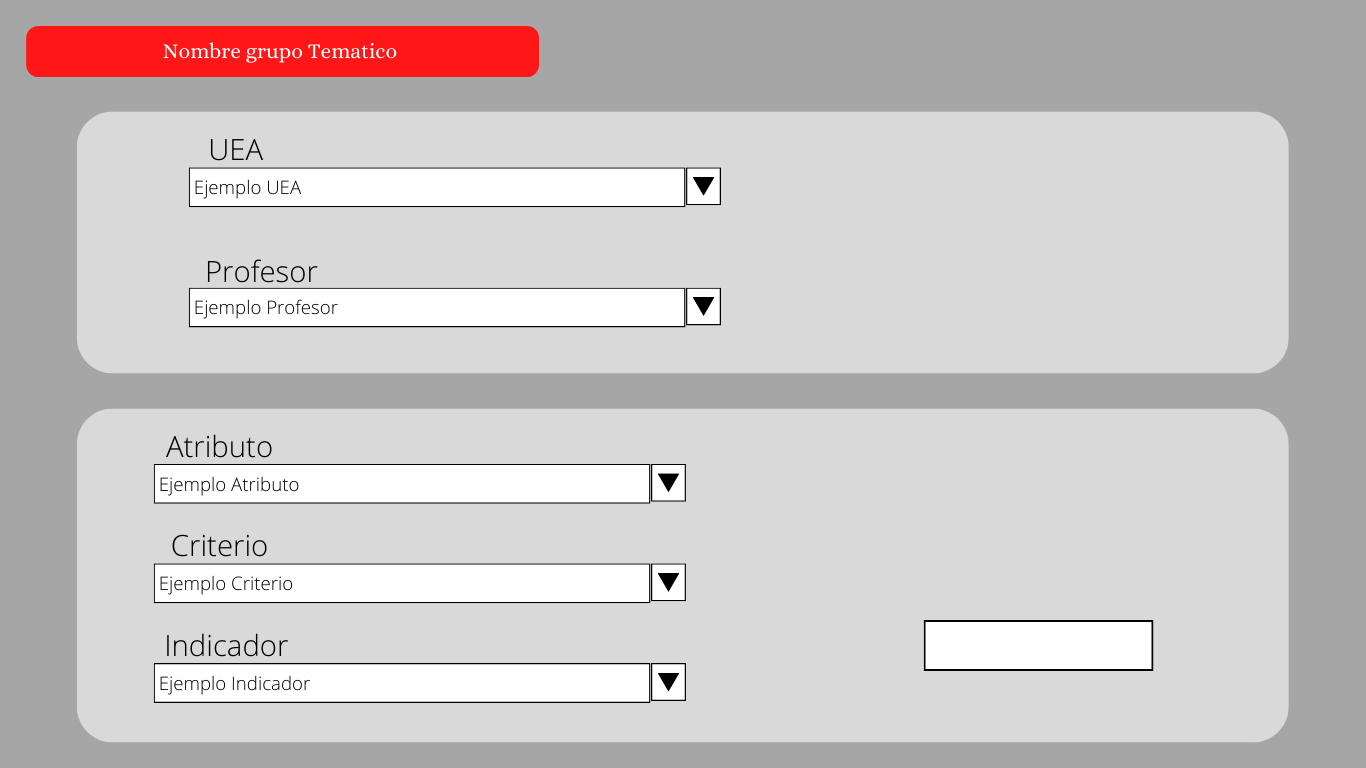 Nombre grupo Tematico
UEA
Ejemplo UEA
Profesor
Ejemplo Profesor
Atributo
Ejemplo Atributo
Criterio
Ejemplo Criterio
Indicador
Ejemplo Indicador